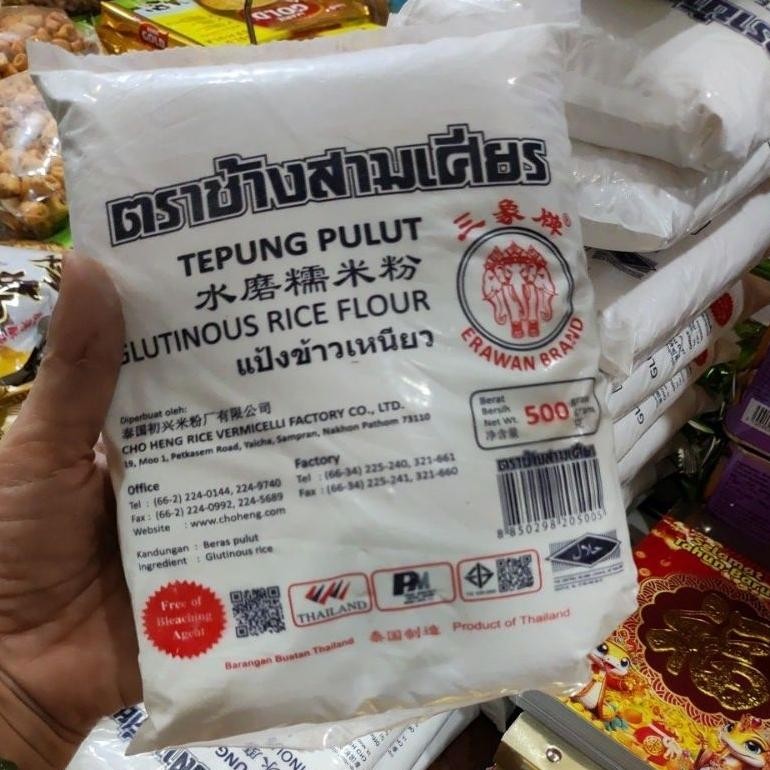 GOLD
ตราช้างสามเศียร
TEPUNG PULUT
水磨糯米粉
GLUTINOUS RICE FLOUR
แป้งข้าวเหนียว
三象牌®
ERAWAN BRAND
Diperbuat oleh:
泰国初兴米粉厂有限公司
CHO HENG RICE VERMICELLI FACTORY CO., LTD.
19, Moo 1, Petkasem Road, Yaicha, Sampran, Nakhon Pathom 73110
Berat
Bersih
Net Wt.
净含量
500
gram
Office
Tel : (66-2) 224-0144, 224-9740
Fax : (66-2) 224-0992, 224-5689
Website : www.choheng.com
Factory
Tel : (66-34) 225-240, 321-661
Fax : (66-34) 225-241, 321-660
Kandungan : Beras pulut
Ingredient : Glutinous rice
ตราช้างสามเศียร
8 850298 205005
Free of
Bleaching
Agent
THAILAND
PM
حلال
Barangan Buatan Thailand
泰国制造
Product of Thailand